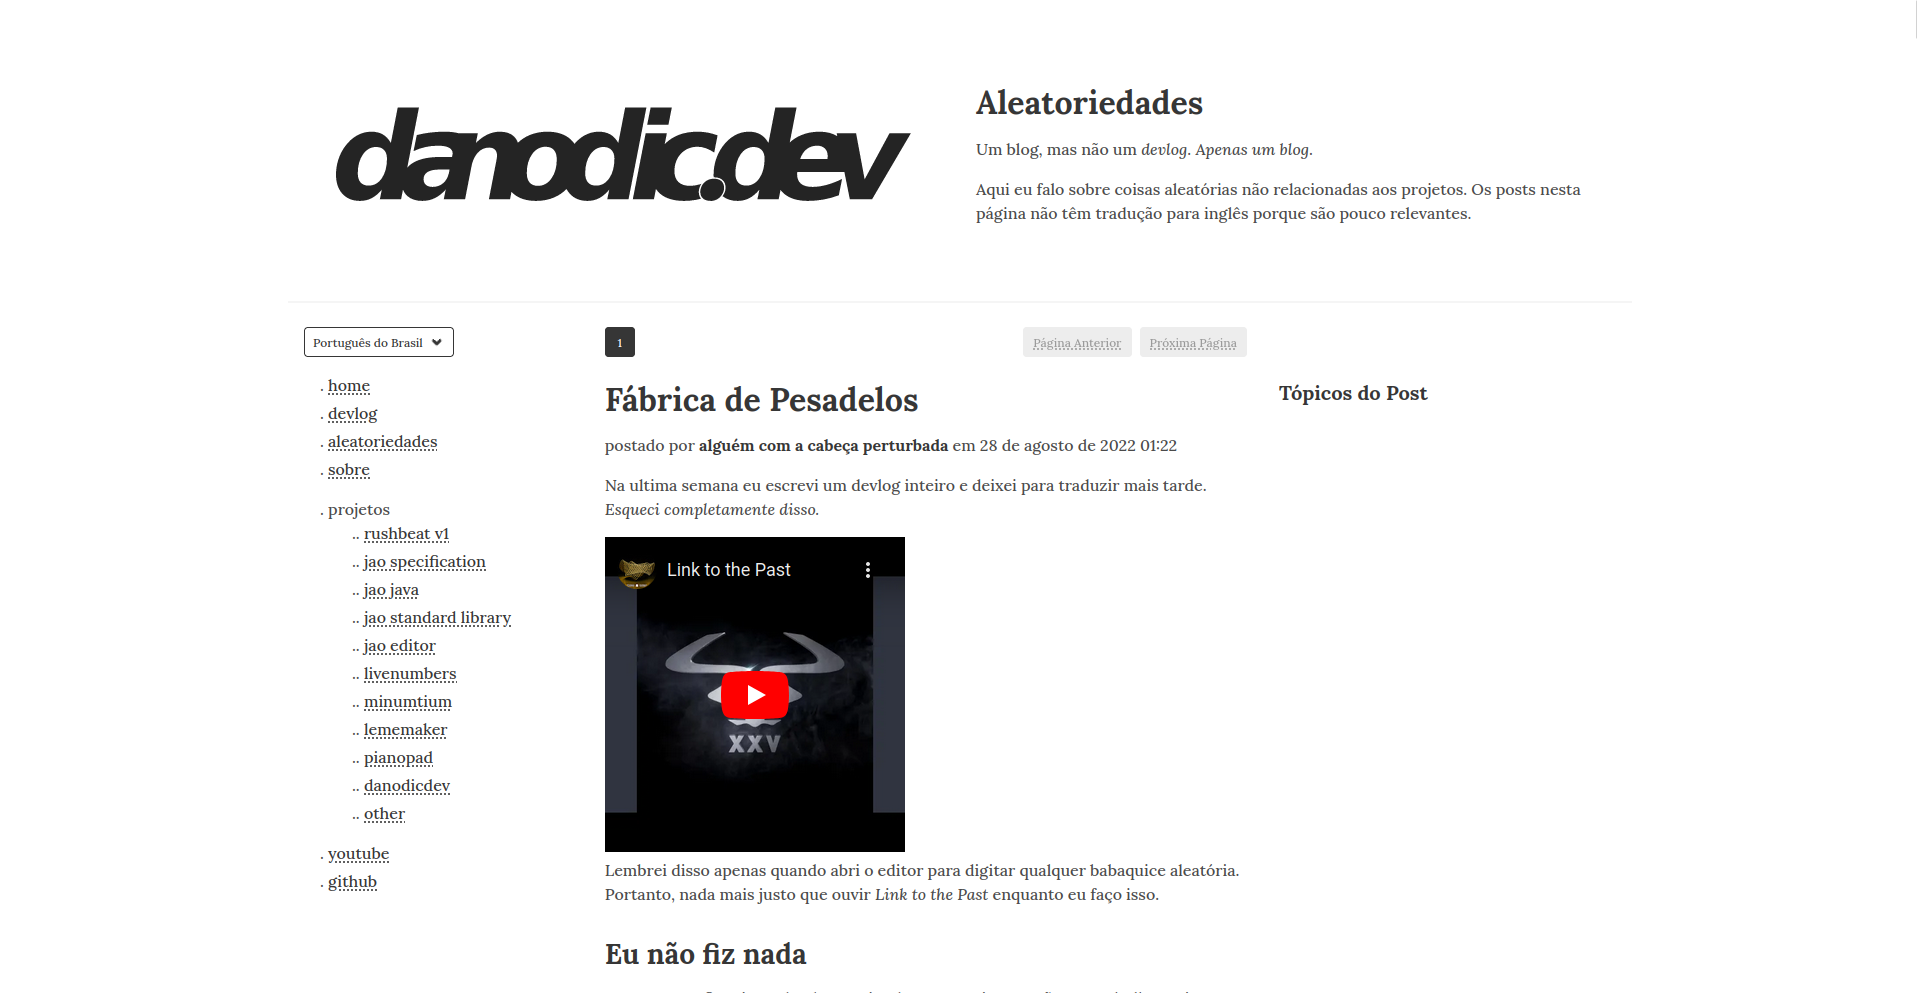 danodic.dev
Aleatoriedades
Um blog, mas não um devlog. Apenas um blog.
Aqui eu falo sobre coisas aleatórias não relacionadas aos projetos. Os posts nesta
página não têm tradução para inglês porque são pouco relevantes.
Português do Brasil
. home
. devlog
. aleatoriedades
. sobre
. projetos
.. rushbeat v1
.. jao specification
.. jao java
.. jao standard library
.. jao editor
.. livenumbers
.. minumtium
.. lememaker
.. pianopad
.. danodicdev
.. other
. youtube
. github
1
Página Anterior
Próxima Página
Fábrica de Pesadelos
postado por alguém com a cabeça perturbada em 28 de agosto de 2022 01:22
Na ultima semana eu escrevi um devlog inteiro e deixei para traduzir mais tarde.
Esqueci completamente disso.
Link to the Past
XXV
Lembrei disso apenas quando abri o editor para digitar qualquer babaquice aleatória.
Portanto, nada mais justo que ouvir Link to the Past enquanto eu faço isso.
Eu não fiz nada
Tópicos do Post